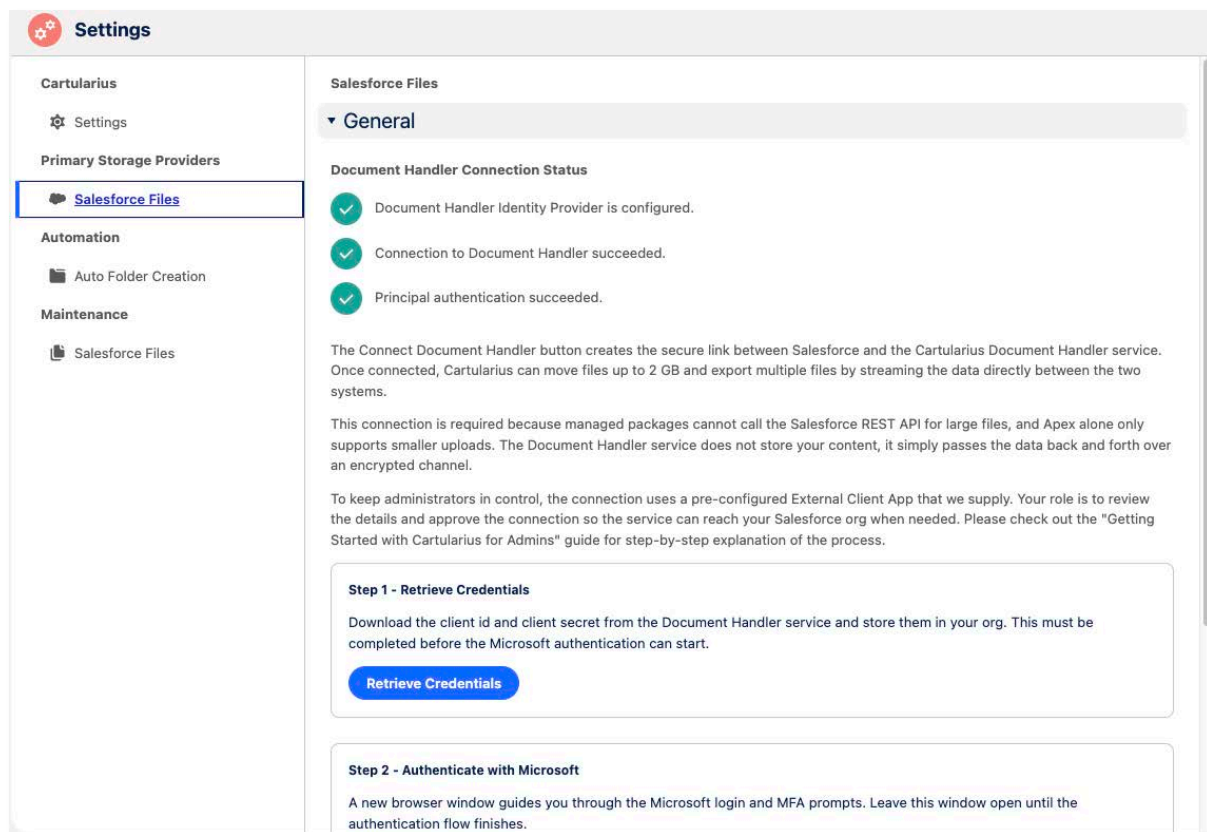 Settings
Cartularius
Settings
Primary Storage Providers
Salesforce Files
Automation
Auto Folder Creation
Maintenance
Salesforce Files
Salesforce Files
General
Document Handler Connection Status
Document Handler Identity Provider is configured.
Connection to Document Handler succeeded.
Principal authentication succeeded.
The Connect Document Handler button creates the secure link between Salesforce and the Cartularius Document Handler service.
Once connected, Cartularius can move files up to 2 GB and export multiple files by streaming the data directly between the two
systems.
This connection is required because managed packages cannot call the Salesforce REST API for large files, and Apex alone only
supports smaller uploads. The Document Handler service does not store your content, it simply passes the data back and forth over
an encrypted channel.
To keep administrators in control, the connection uses a pre-configured External Client App that we supply. Your role is to review
the details and approve the connection so the service can reach your Salesforce org when needed. Please check out the "Getting
Started with Cartularius for Admins" guide for step-by-step explanation of the process.
Step 1 - Retrieve Credentials
Download the client id and client secret from the Document Handler service and store them in your org. This must be
completed before the Microsoft authentication can start.
Retrieve Credentials
Step 2 - Authenticate with Microsoft
A new browser window guides you through the Microsoft login and MFA prompts. Leave this window open until the
authentication flow finishes.